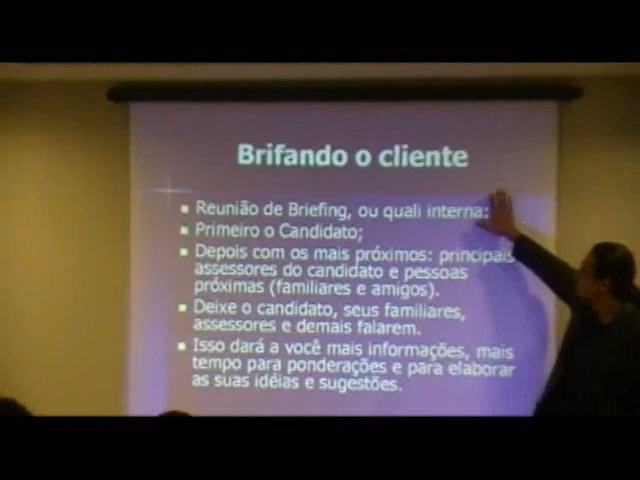 Brifando o cliente
Reunião de Briefing, ou quali interna;
Primeiro o Candidato;
Depois com os mais próximos: principais
assessores do candidato e pessoas
próximas (familiares e amigos).
Deixe o candidato, seus familiares,
assessores e demais falarem.
Isso dará a você mais informações, mais
tempo para ponderações e para elaborar
as suas idéias e sugestões.